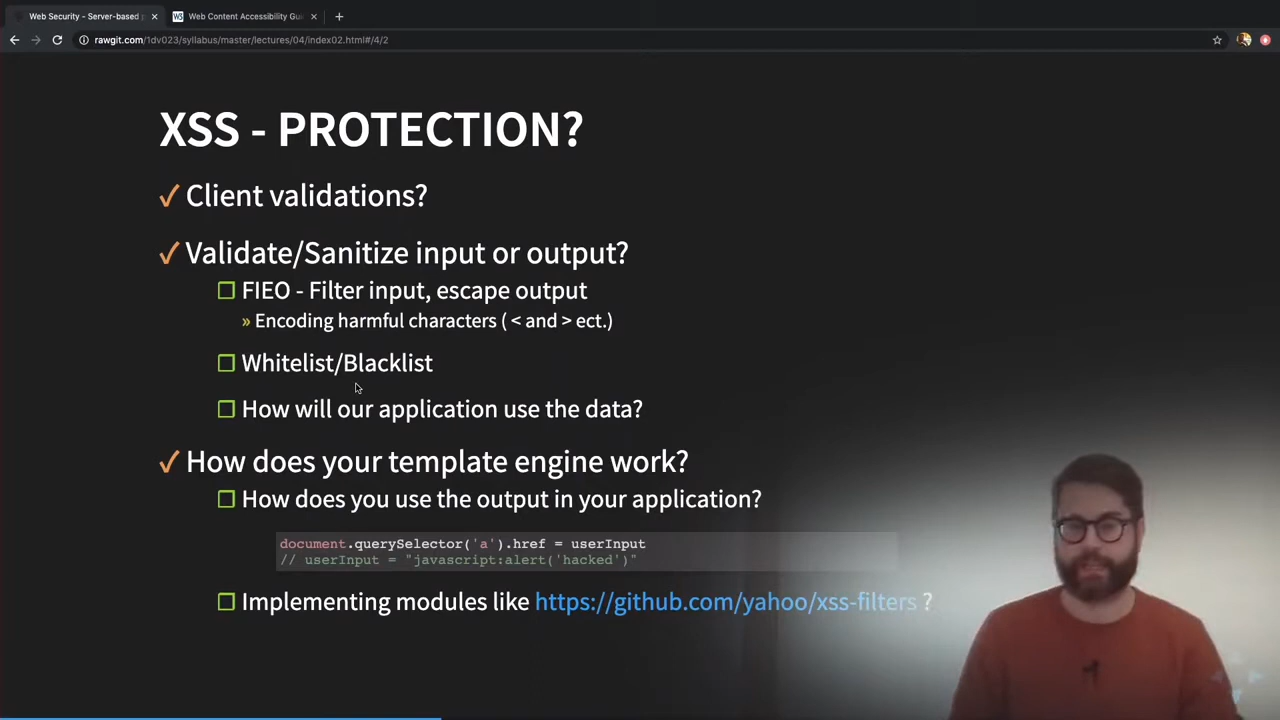 Web Security - Server-based p
Web Content Accessibility Gui
rawgit.com/1dv023/syllabus/master/lectures/04/index02.html#/4/2
XSS - PROTECTION?
✓ Client validations?
✓ Validate/Sanitize input or output?
FIEO - Filter input, escape output
» Encoding harmful characters ( < and > ect.)
Whitelist/Blacklist
How will our application use the data?
✓ How does your template engine work?
How does you use the output in your application?
document.querySelector('a').href = userInput
// userInput = "javascript:alert('hacked')"
Implementing modules like https://github.com/yahoo/xss-filters ?